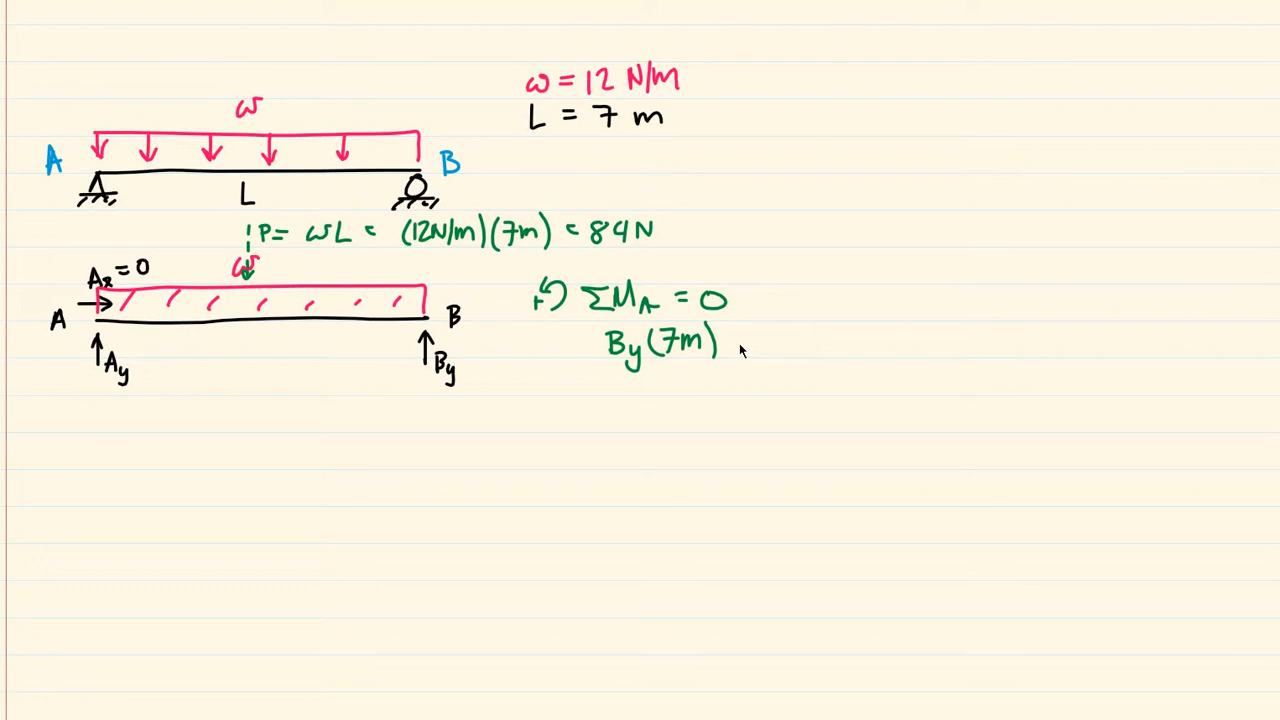 ω = 12 N/m
L = 7 m
ω
A
B
L
P = ωL = (12N/m)(7m) = 84N
Ax = 0
ω
A
B
Ay
By
+ ΣMA = 0
By(7m)